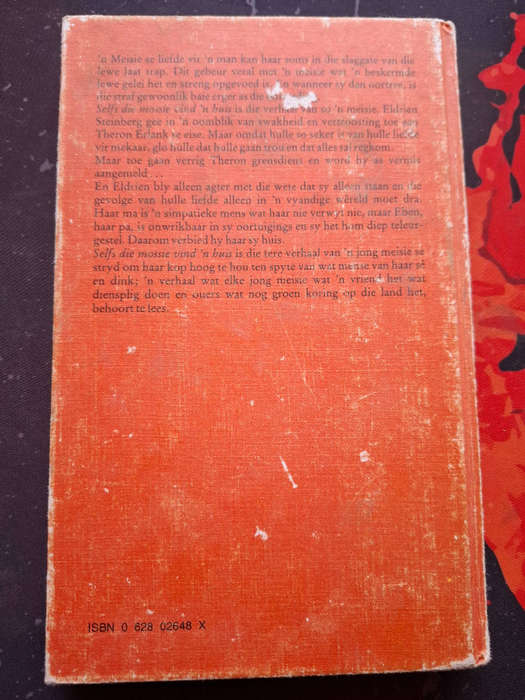 'n Meisie se liefde vir 'n man kan haar soms in die slaggate van die
lewe laat trap. Dit gebeur veral met 'n meisie wat 'n beskermde
lewe gelei het en streng opgevoed is. En wanneer sy dan oortree, is
die straf gewoonlik baie erger as die
Selfs die mossie vind 'n huis is die verhaal van so 'n meisie. Eldrien
Steinberg gee in 'n oomblik van swakheid en vertroosting toe aan
Theron Erlank se eise. Maar omdat hulle so seker is van hulle liefde
vir mekaar, glo hulle dat hulle gaan trou en dat alles sal regkom.
Maar toe gaan verrig Theron grensdiens en word hy as vermis
aangemeld . . .
En Eldrien bly alleen agter met die wete dat sy alleen staan en die
gevolge van hulle liefde alleen in 'n vyandige wêreld moet dra.
Haar ma is 'n simpatieke mens wat haar nie verwyt nie, maar Eben,
haar pa, is onwrikbaar in sy oortuigings en sy het hom diep teleur-
gestel. Daarom verbied hy haar sy huis.
Selfs die mossie vind 'n huis is die tere verhaal van 'n jong meisie se
stryd om haar kop hoog te hou ten spyte van wat mense van haar sê
en dink; 'n verhaal wat elke jong meisie wat 'n vriend het wat
diensplig doen en ouers wat nog groen koring op die land het,
behoort te lees.
ISBN 0 628 02648 X